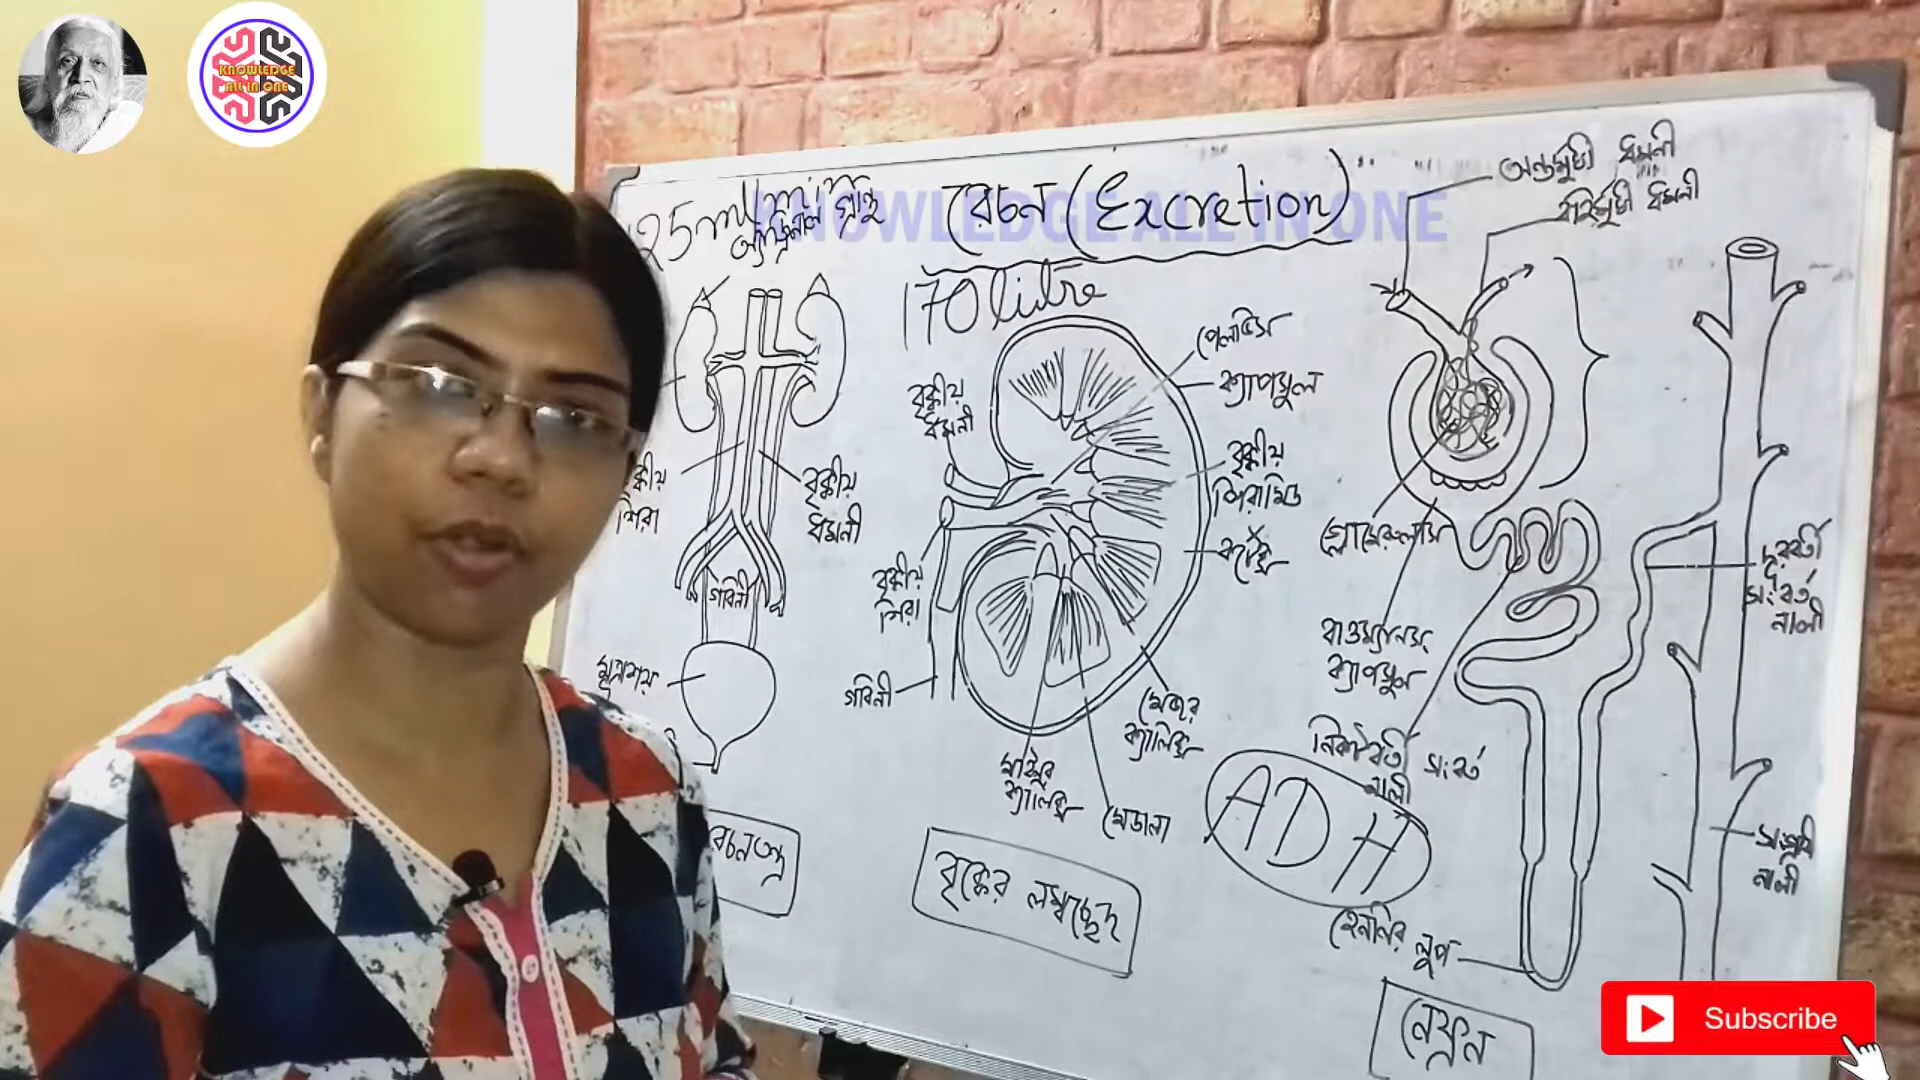 KNOWLEDGE
ALL IN ONE
KNOWLEDGE ALL IN ONE
রেচন (Excretion)
125 ml/min
অ্যাড্রিনাল গ্রন্থি
170 litre
বৃক্কীয়
শিরা
বৃক্কীয়
ধমনী
গবিনী
মূত্রাশয়
রেচনতন্ত্র
বৃক্কীয়
ধমনী
বৃক্কীয়
শিরা
গবিনী
পেলভিস
ক্যাপসুল
বৃক্কীয়
পিরামিড
কর্টেক্স
মেজর
ক্যালিক্স
মাইনর
ক্যালিক্স
মেডালা
বৃক্কের লম্বচ্ছেদ
অন্তর্মুখী ধমনী
বহির্মুখী ধমনী
গ্লোমেরুলাস
বাওম্যানস
ক্যাপসুল
নিকটবর্তী সংবর্ত
নালী
ADH
দূরবর্তী
সংবর্ত
নালী
সংগ্রাহী
নালী
হেনলির লুপ
নেফ্রন
Subscribe